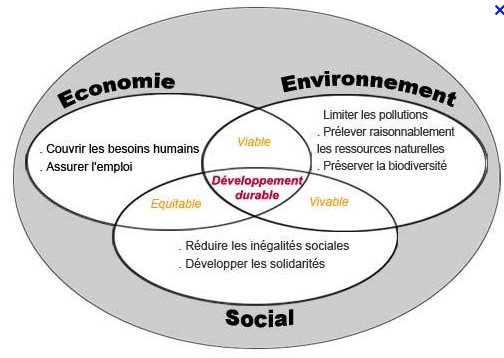 Economie
Environnement
. Couvrir les besoins humains
. Assurer l'emploi
Viable
Limiter les pollutions
. Prélever raisonnablement
les ressources naturelles
. Préserver la biodiversité
Développement
durable
Equitable
Vivable
. Réduire les inégalités sociales
. Développer les solidarités
Social